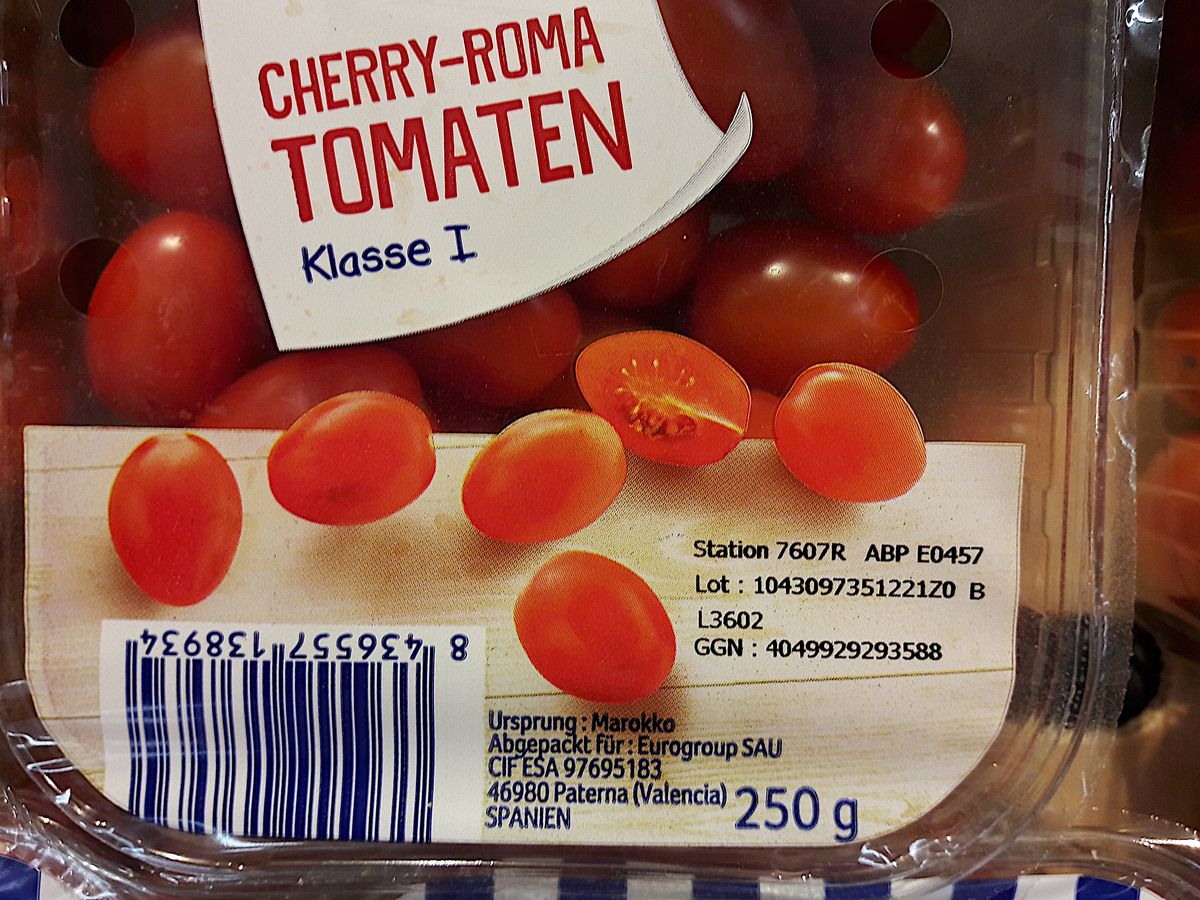 CHERRY-ROMA
TOMATEN
Klasse I
Station 7607R ABP E0457
Lot : 1043097351221Z0 B
L3602
GGN : 4049929293588
8 436557 138934
Ursprung : Marokko
Abgepackt für : Eurogroup SAU
CIF ESA 97695183
46980 Paterna (Valencia)
SPANIEN
250 g